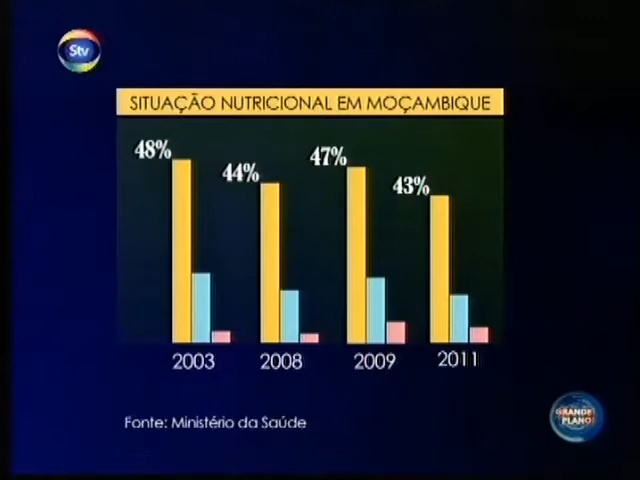 Stv
SITUAÇÃO NUTRICIONAL EM MOÇAMBIQUE
48%
44%
47%
43%
2003
2008
2009
2011
Fonte: Ministério da Saúde
GRANDE
PLANO